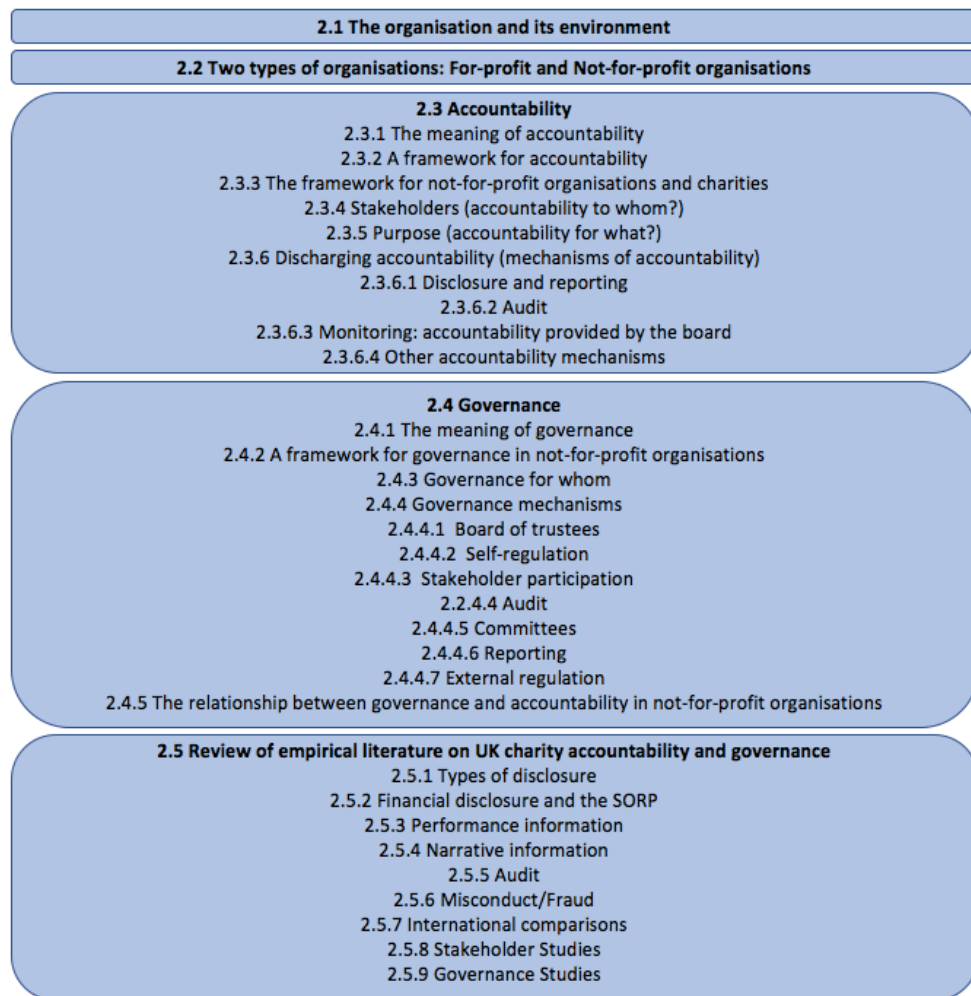 2.1 The organisation and its environment
2.2 Two types of organisations: For-profit and Not-for-profit organisations
2.3 Accountability
2.3.1 The meaning of accountability
2.3.2 A framework for accountability
2.3.3 The framework for not-for-profit organisations and charities
2.3.4 Stakeholders (accountability to whom?)
2.3.5 Purpose (accountability for what?)
2.3.6 Discharging accountability (mechanisms of accountability)
2.3.6.1 Disclosure and reporting
2.3.6.2 Audit
2.3.6.3 Monitoring: accountability provided by the board
2.3.6.4 Other accountability mechanisms
2.4 Governance
2.4.1 The meaning of governance
2.4.2 A framework for governance in not-for-profit organisations
2.4.3 Governance for whom
2.4.4 Governance mechanisms
2.4.4.1 Board of trustees
2.4.4.2 Self-regulation
2.4.4.3 Stakeholder participation
2.2.4.4 Audit
2.4.4.5 Committees
2.4.4.6 Reporting
2.4.4.7 External regulation
2.4.5 The relationship between governance and accountability in not-for-profit organisations
2.5 Review of empirical literature on UK charity accountability and governance
2.5.1 Types of disclosure
2.5.2 Financial disclosure and the SORP
2.5.3 Performance information
2.5.4 Narrative information
2.5.5 Audit
2.5.6 Misconduct/Fraud
2.5.7 International comparisons
2.5.8 Stakeholder Studies
2.5.9 Governance Studies